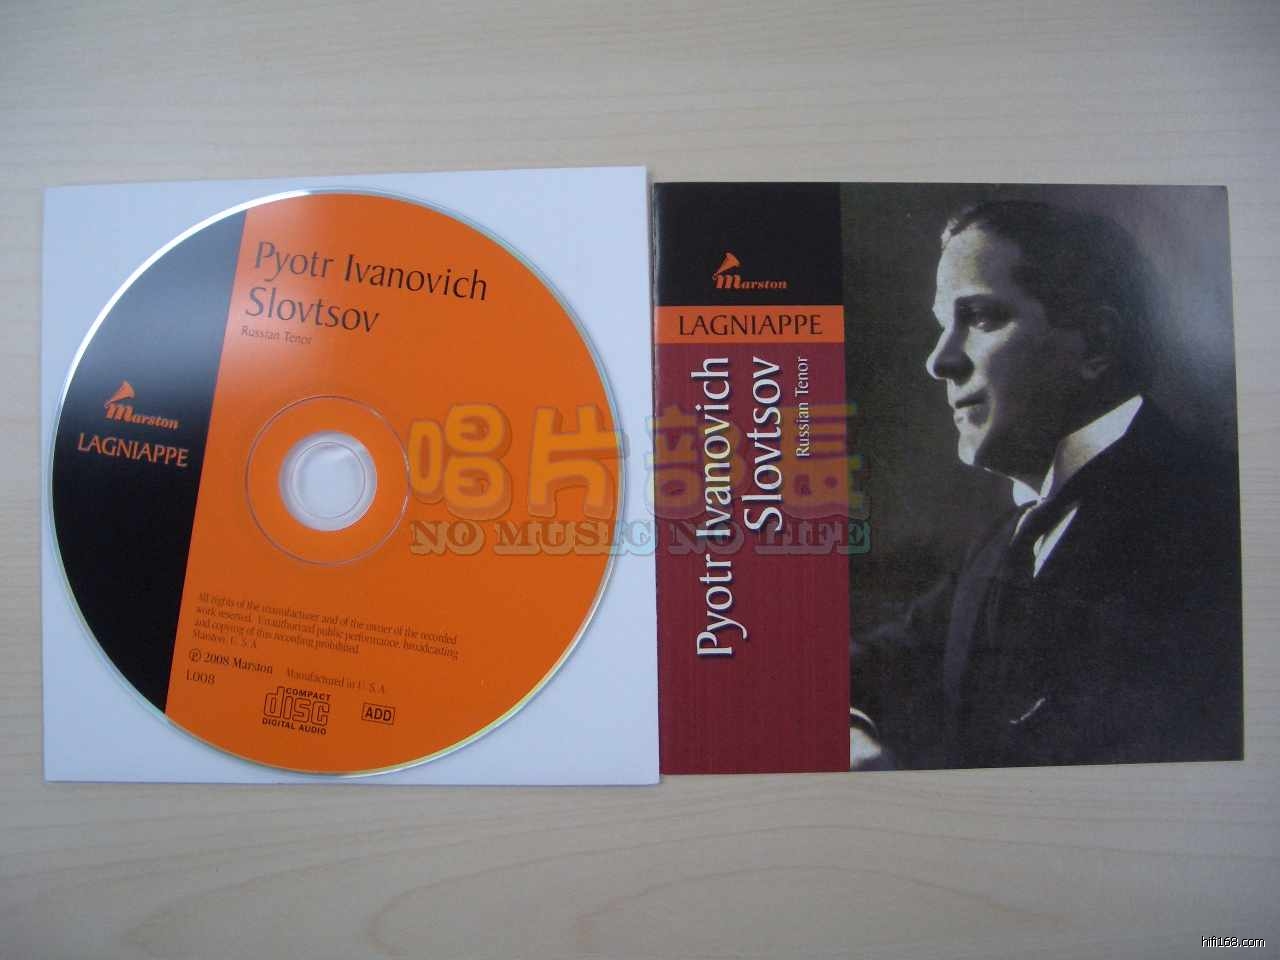 Pyotr Ivanovich
Slovtsov
Russian Tenor
Marston
LAGNIAPPE
All rights of the manufacturer and of the owner of the recorded
work reserved. Unauthorized public performance, broadcasting
and copying of this recording prohibited.
Marston, U. S. A
℗ 2008 Marston Manufactured in U. S. A.
L008
COMPACT
disc
DIGITAL AUDIO
ADD
Marston
LAGNIAPPE
Pyotr Ivanovich
Slovtsov
Russian Tenor
唱片部長
NO MUSIC NO LIFE
hifi168.com